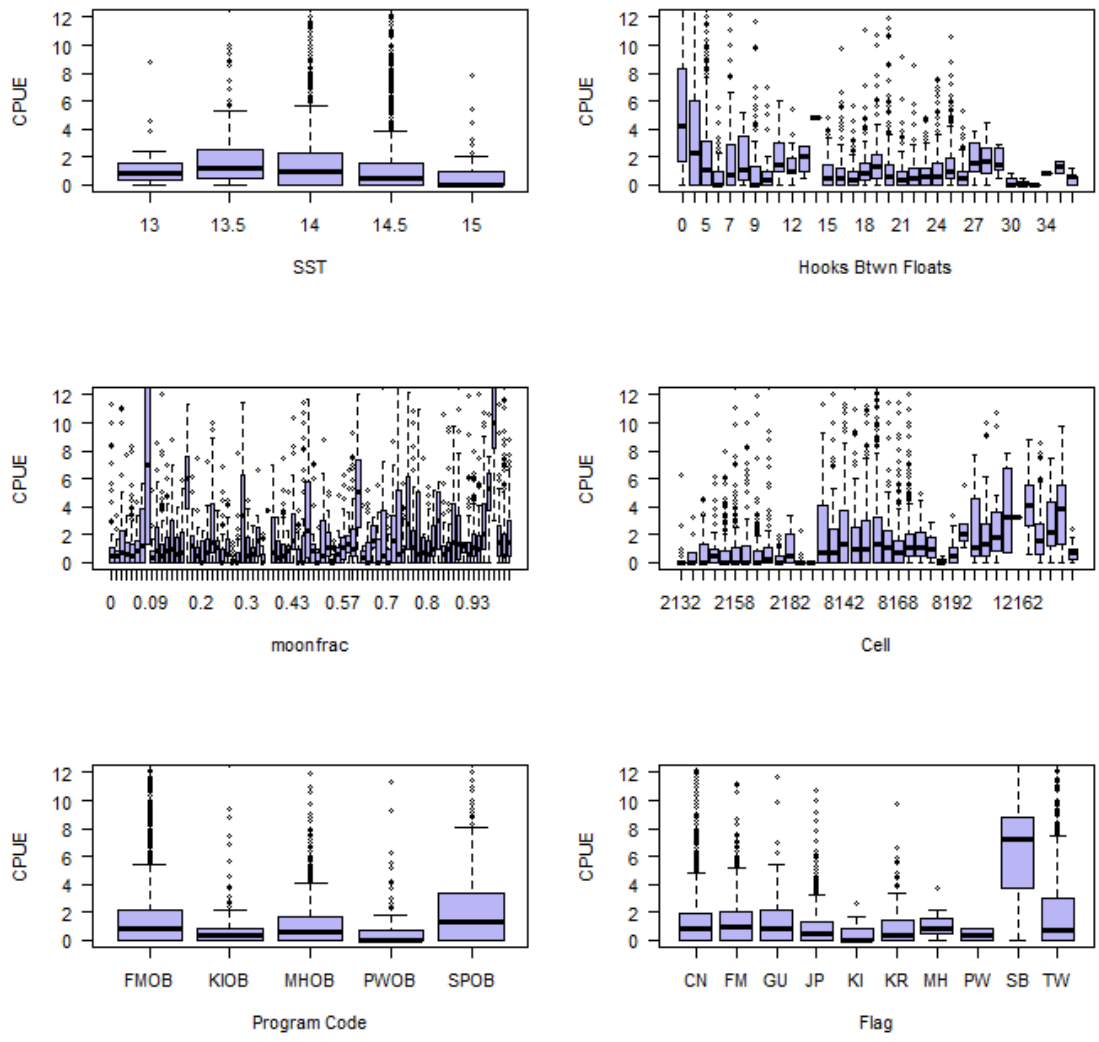 CPUE
12
10
8
6
4
2
0
13 13.5 14 14.5 15
SST
CPUE
12
10
8
6
4
2
0
0 5 7 9 12 15 18 21 24 27 30 34
Hooks Btwn Floats
CPUE
12
10
8
6
4
2
0
0 0.09 0.2 0.3 0.43 0.57 0.7 0.8 0.93
moonfrac
CPUE
12
10
8
6
4
2
0
2132 2158 2182 8142 8168 8192 12162
Cell
CPUE
12
10
8
6
4
2
0
FMOB KIOB MHOB PWOB SPOB
Program Code
CPUE
12
10
8
6
4
2
0
CN FM GU JP KI KR MH PW SB TW
Flag